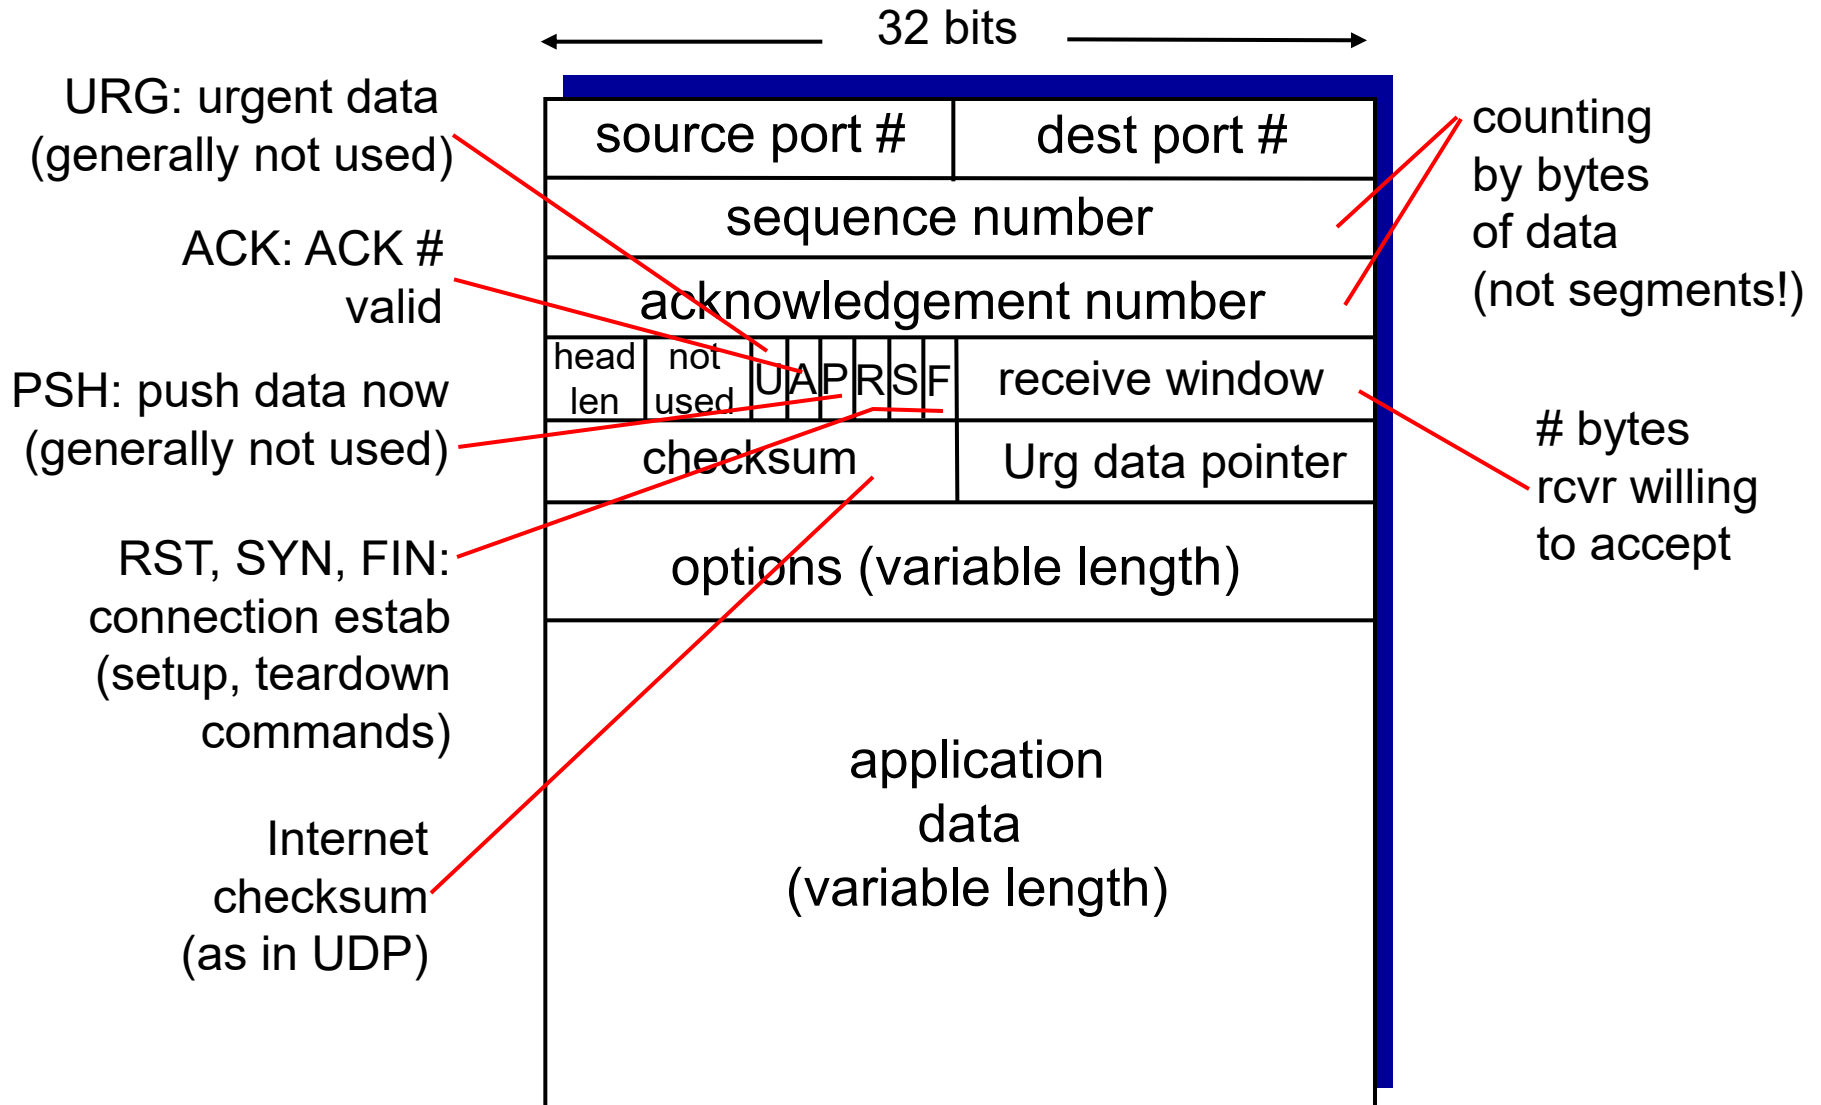 32 bits
URG: urgent data
(generally not used)
ACK: ACK #
valid
PSH: push data now
(generally not used)
RST, SYN, FIN:
connection estab
(setup, teardown
commands)
Internet
checksum
(as in UDP)
source port #
dest port #
sequence number
acknowledgement number
head
len
not
used
U
A
P
R
S
F
receive window
checksum
Urg data pointer
options (variable length)
application
data
(variable length)
counting
by bytes
of data
(not segments!)
# bytes
rcvr willing
to accept